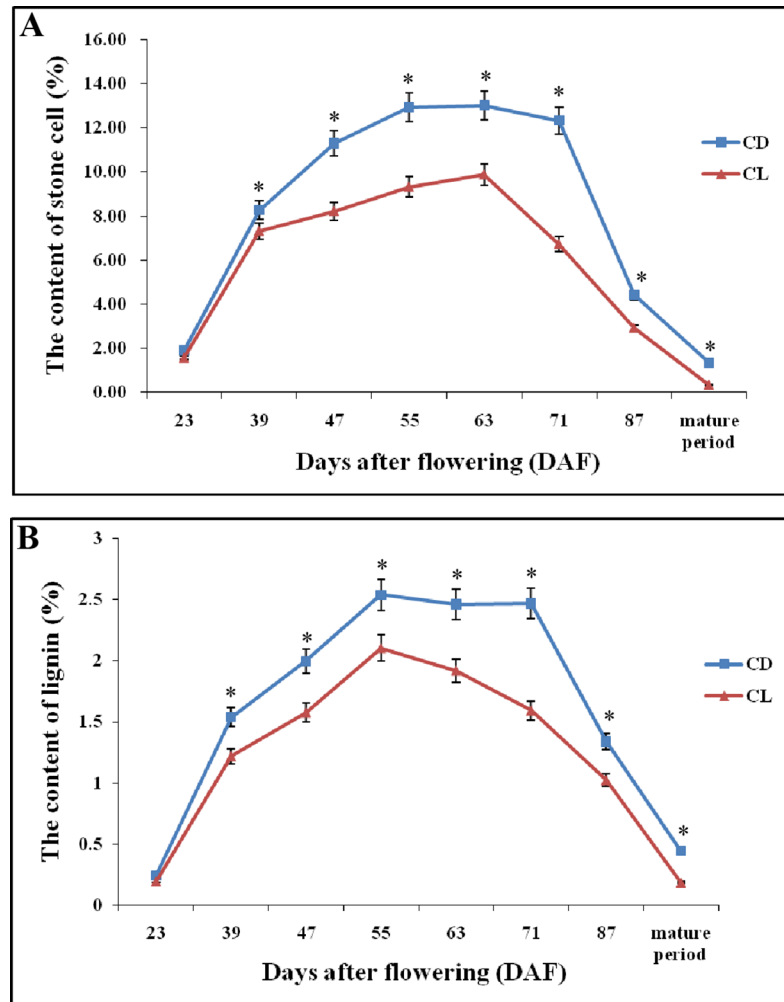 A
The content of stone cell (%)
16.00
14.00
12.00
10.00
8.00
6.00
4.00
2.00
0.00
* * * * * * *
CD
CL
23 39 47 55 63 71 87 mature
period
Days after flowering (DAF)
B
The content of lignin (%)
3
2.5
2
1.5
1
0.5
0
* * * * * * *
CD
CL
23 39 47 55 63 71 87 mature
period
Days after flowering (DAF)